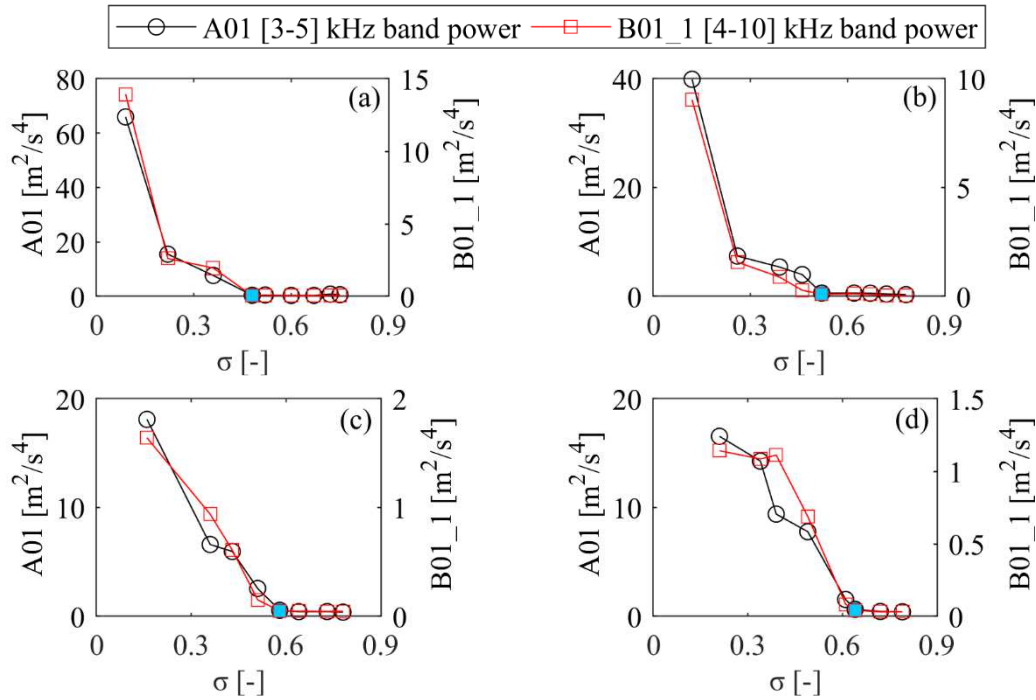 A01 [3-5] kHz band power B01_1 [4-10] kHz band power
(a)
80
60
40
20
0
A01 [m²/s⁴]
15
10
5
0
B01_1 [m²/s⁴]
0 0.3 0.6 0.9
σ [-]
(b)
40
20
0
A01 [m²/s⁴]
10
5
0
B01_1 [m²/s⁴]
0 0.3 0.6 0.9
σ [-]
(c)
20
10
0
A01 [m²/s⁴]
2
1
0
B01_1 [m²/s⁴]
0 0.3 0.6 0.9
σ [-]
(d)
20
10
0
A01 [m²/s⁴]
1.5
1
0.5
0
B01_1 [m²/s⁴]
0 0.3 0.6 0.9
σ [-]